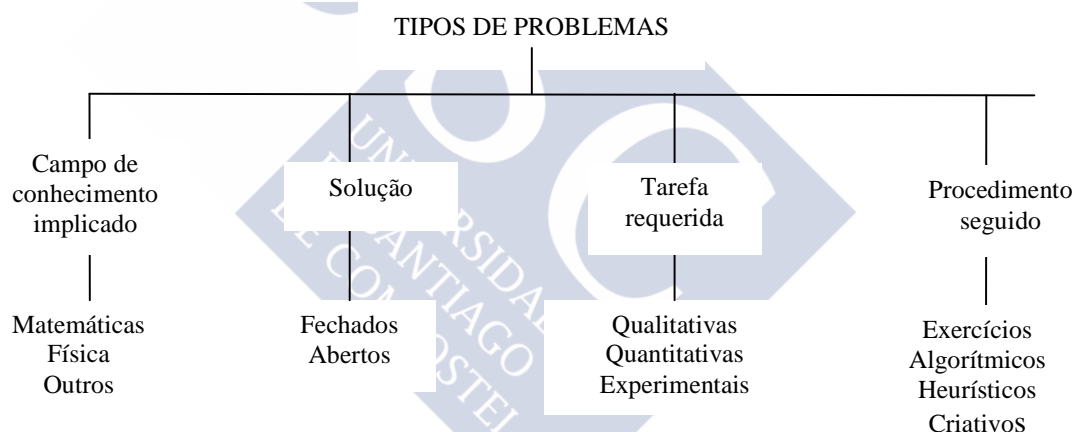 TIPOS DE PROBLEMAS
Campo de
conhecimento
implicado
Solução
Tarefa
requerida
Procedimento
seguido
Matemáticas
Física
Outros
Fechados
Abertos
Qualitativas
Quantitativas
Experimentais
Exercícios
Algorítmicos
Heurísticos
Criativos